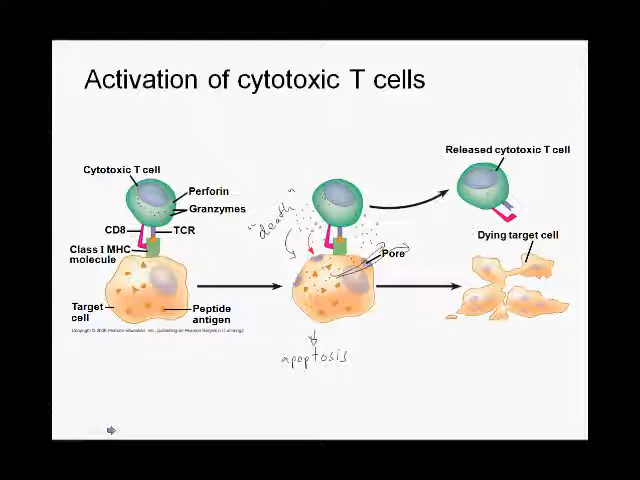 Activation of cytotoxic T cells
Released cytotoxic T cell
Cytotoxic T cell
Perforin
Granzymes
"death"
CD8
TCR
Class I MHC
molecule
Dying target cell
Pore
Target
cell
Peptide
antigen
apoptosis